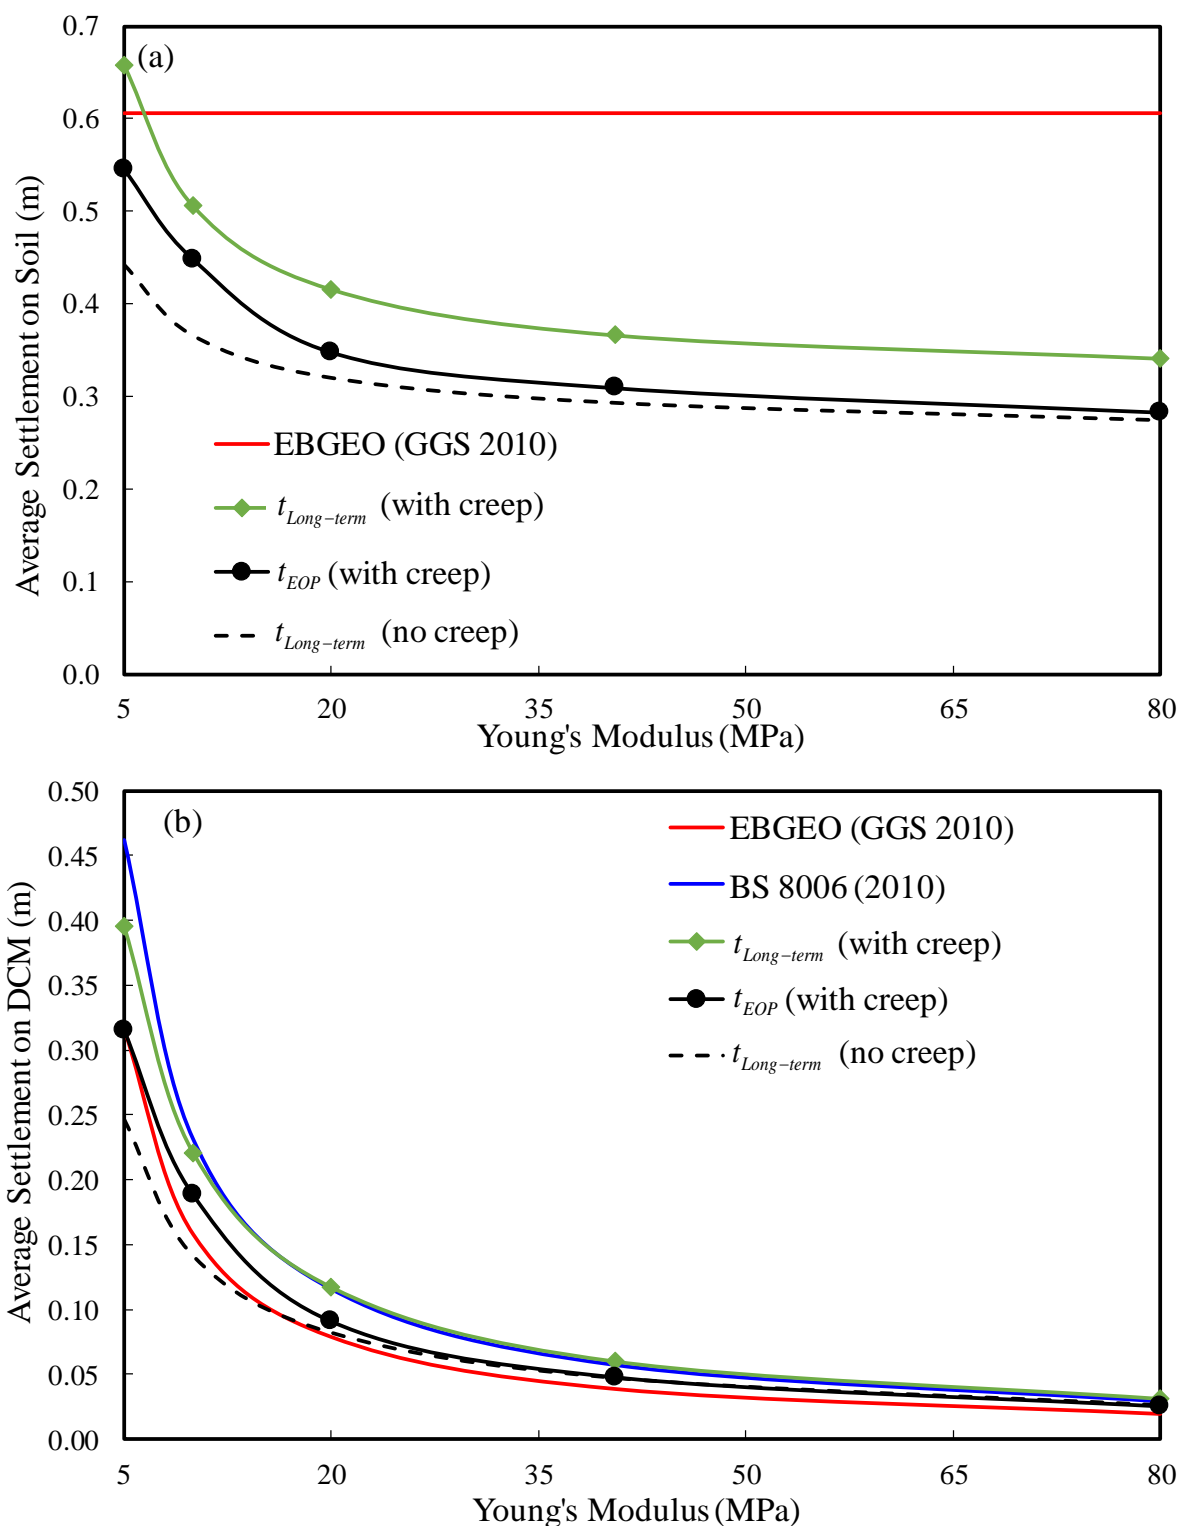 0.7
(a)
0.6
0.5
0.4
0.3
0.2
0.1
0.0
Average Settlement on Soil (m)
EBGEO (GGS 2010)
t_Long-term (with creep)
t_EOP (with creep)
t_Long-term (no creep)
5 20 35 50 65 80
Young's Modulus (MPa)
0.50
(b)
0.45
0.40
0.35
0.30
0.25
0.20
0.15
0.10
0.05
0.00
Average Settlement on DCM (m)
EBGEO (GGS 2010)
BS 8006 (2010)
t_Long-term (with creep)
t_EOP (with creep)
t_Long-term (no creep)
5 20 35 50 65 80
Young's Modulus (MPa)